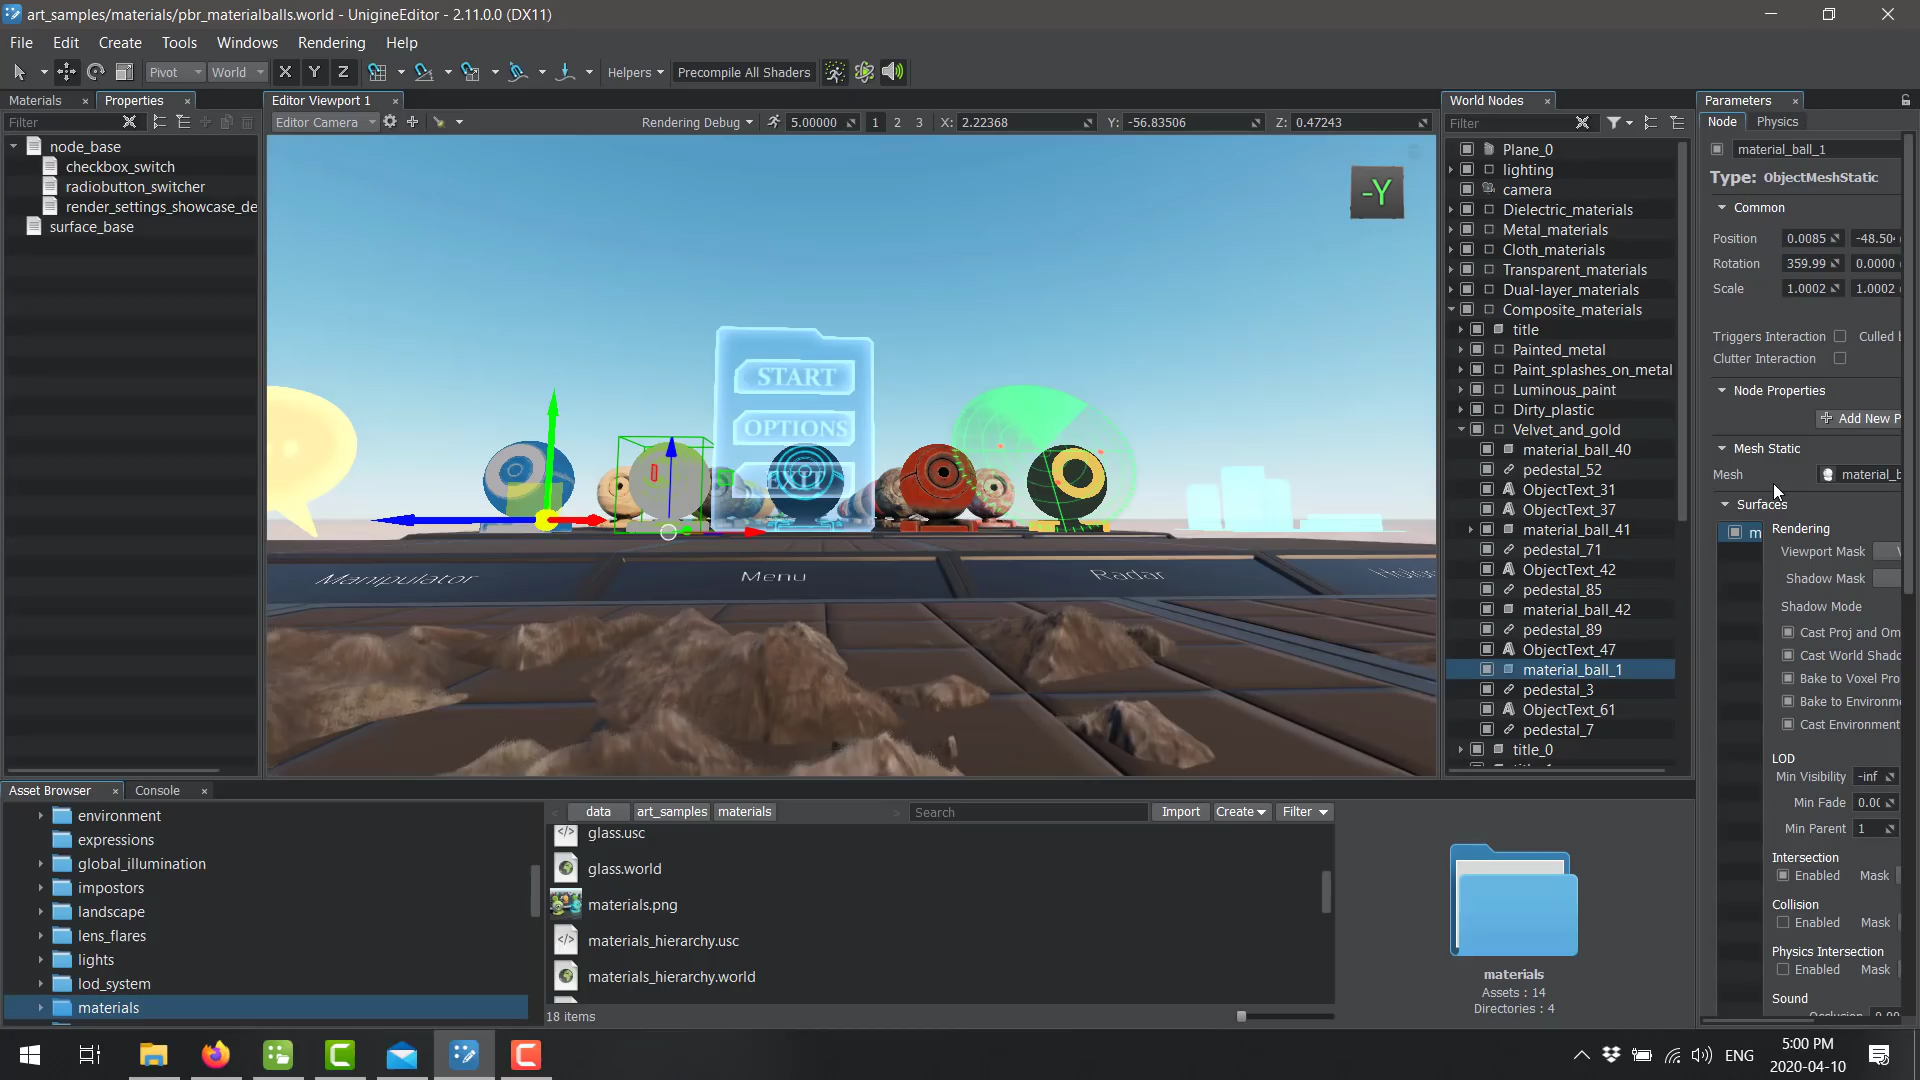 art_samples/materials/pbr_materialballs.world - UnigineEditor - 2.11.0.0 (DX11)
File Edit Create Tools Windows Rendering Help
Pivot World X Y Z Helpers Precompile All Shaders
Materials Properties
Filter
node_base
checkbox_switch
radiobutton_switcher
render_settings_showcase_de
surface_base
Editor Viewport 1
Editor Camera Rendering Debug 5.00000 1 2 3 X: 2.22368 Y: -56.83506 Z: 0.47243
-Y
START
OPTIONS
EXIT
Manipulator Menu Radar
World Nodes
Filter
Plane_0
lighting
camera
Dielectric_materials
Metal_materials
Cloth_materials
Transparent_materials
Dual-layer_materials
Composite_materials
title
Painted_metal
Paint_splashes_on_metal
Luminous_paint
Dirty_plastic
Velvet_and_gold
material_ball_40
pedestal_52
ObjectText_31
ObjectText_37
material_ball_41
pedestal_71
ObjectText_42
pedestal_85
material_ball_42
pedestal_89
ObjectText_47
material_ball_1
pedestal_3
ObjectText_61
pedestal_7
title_0
Parameters
Node Physics
material_ball_1
Type: ObjectMeshStatic
Common
Position 0.0085 -48.504
Rotation 359.99 0.0000
Scale 1.0002 1.0002
Triggers Interaction Culled b
Clutter Interaction
Node Properties
Add New P
Mesh Static
Mesh material_b
Surfaces
m
Rendering
Viewport Mask
Shadow Mask
Shadow Mode
Cast Proj and Om
Cast World Shado
Bake to Voxel Pro
Bake to Environm
Cast Environment
LOD
Min Visibility -inf
Min Fade 0.00
Min Parent 1
Intersection
Enabled Mask
Collision
Enabled Mask
Physics Intersection
Enabled Mask
Sound
Asset Browser Console
environment
expressions
global_illumination
impostors
landscape
lens_flares
lights
lod_system
materials
data art_samples materials Search Import Create Filter
glass.usc
glass.world
materials.png
materials_hierarchy.usc
materials_hierarchy.world
18 items
materials
Assets : 14
Directories : 4
ENG
5:00 PM
2020-04-10